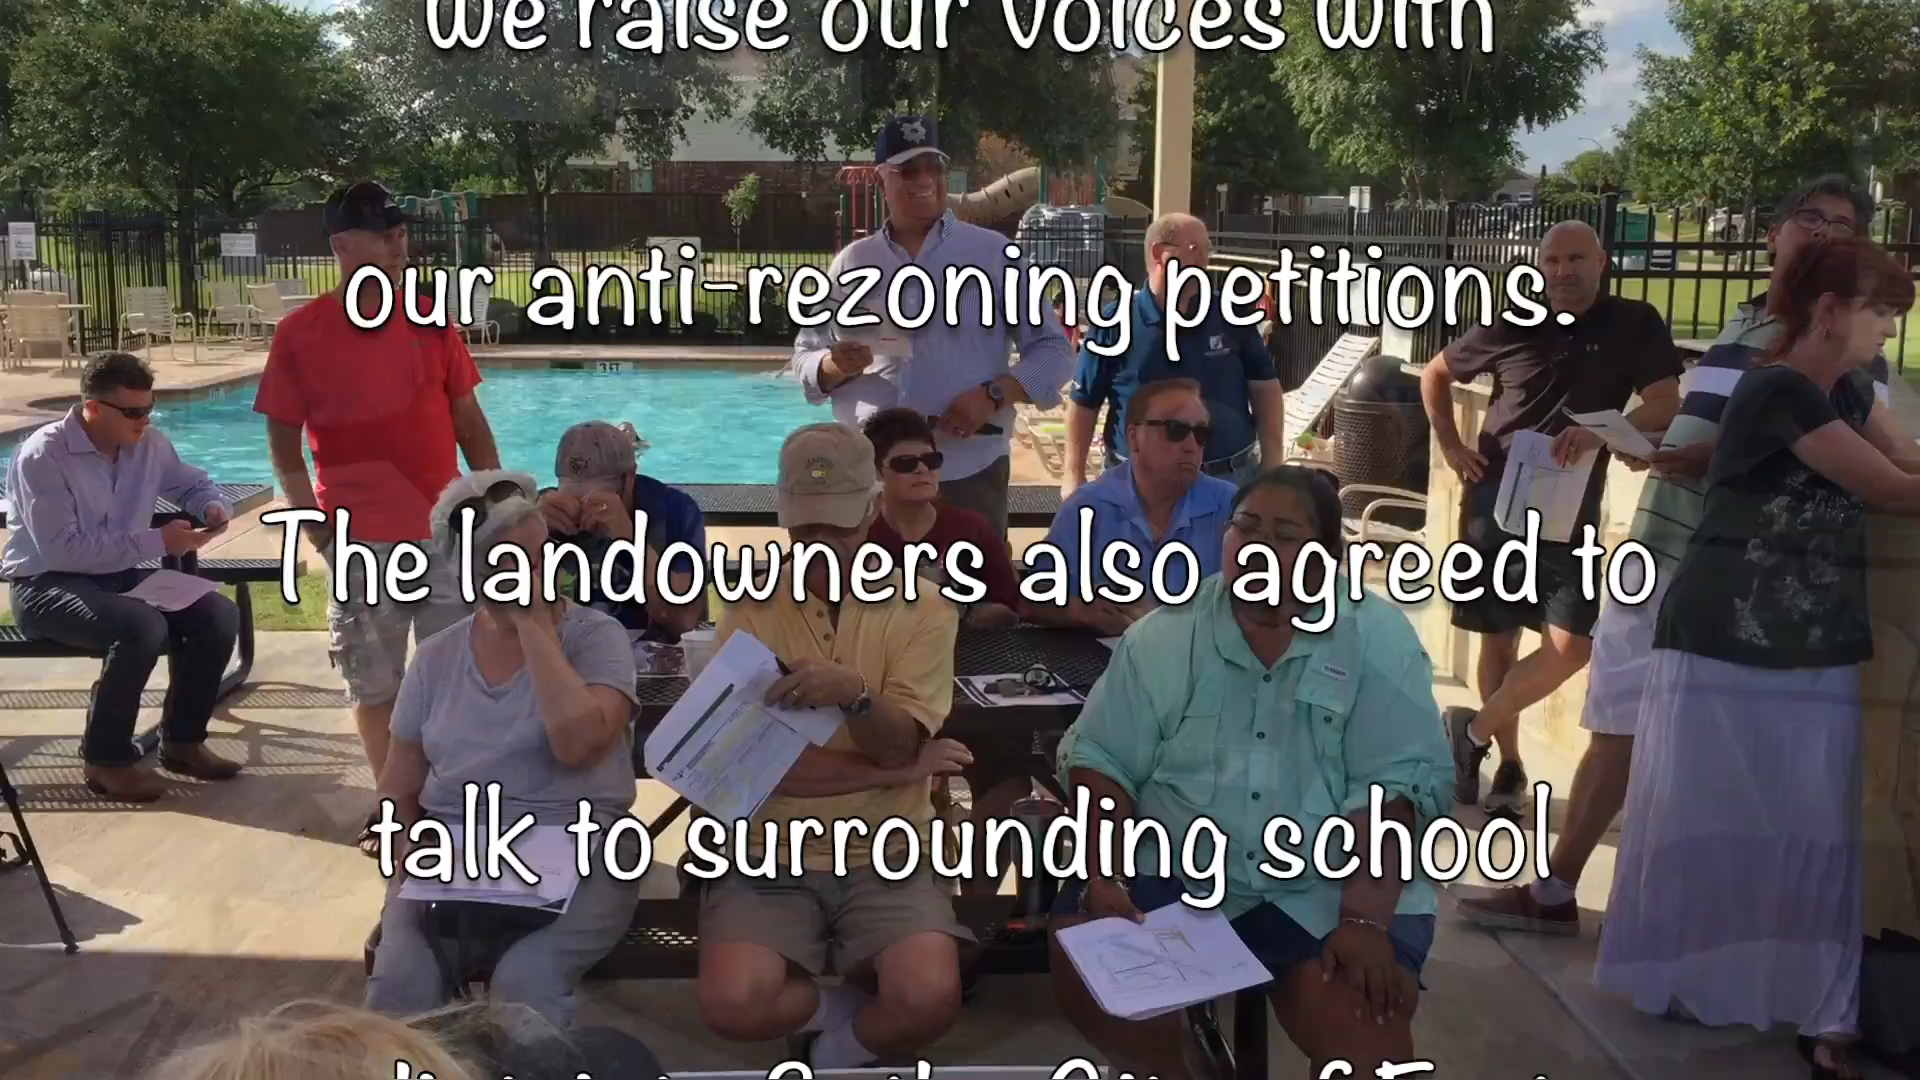 we raise our voices with
our anti-rezoning petitions.
The landowners also agreed to
talk to surrounding school